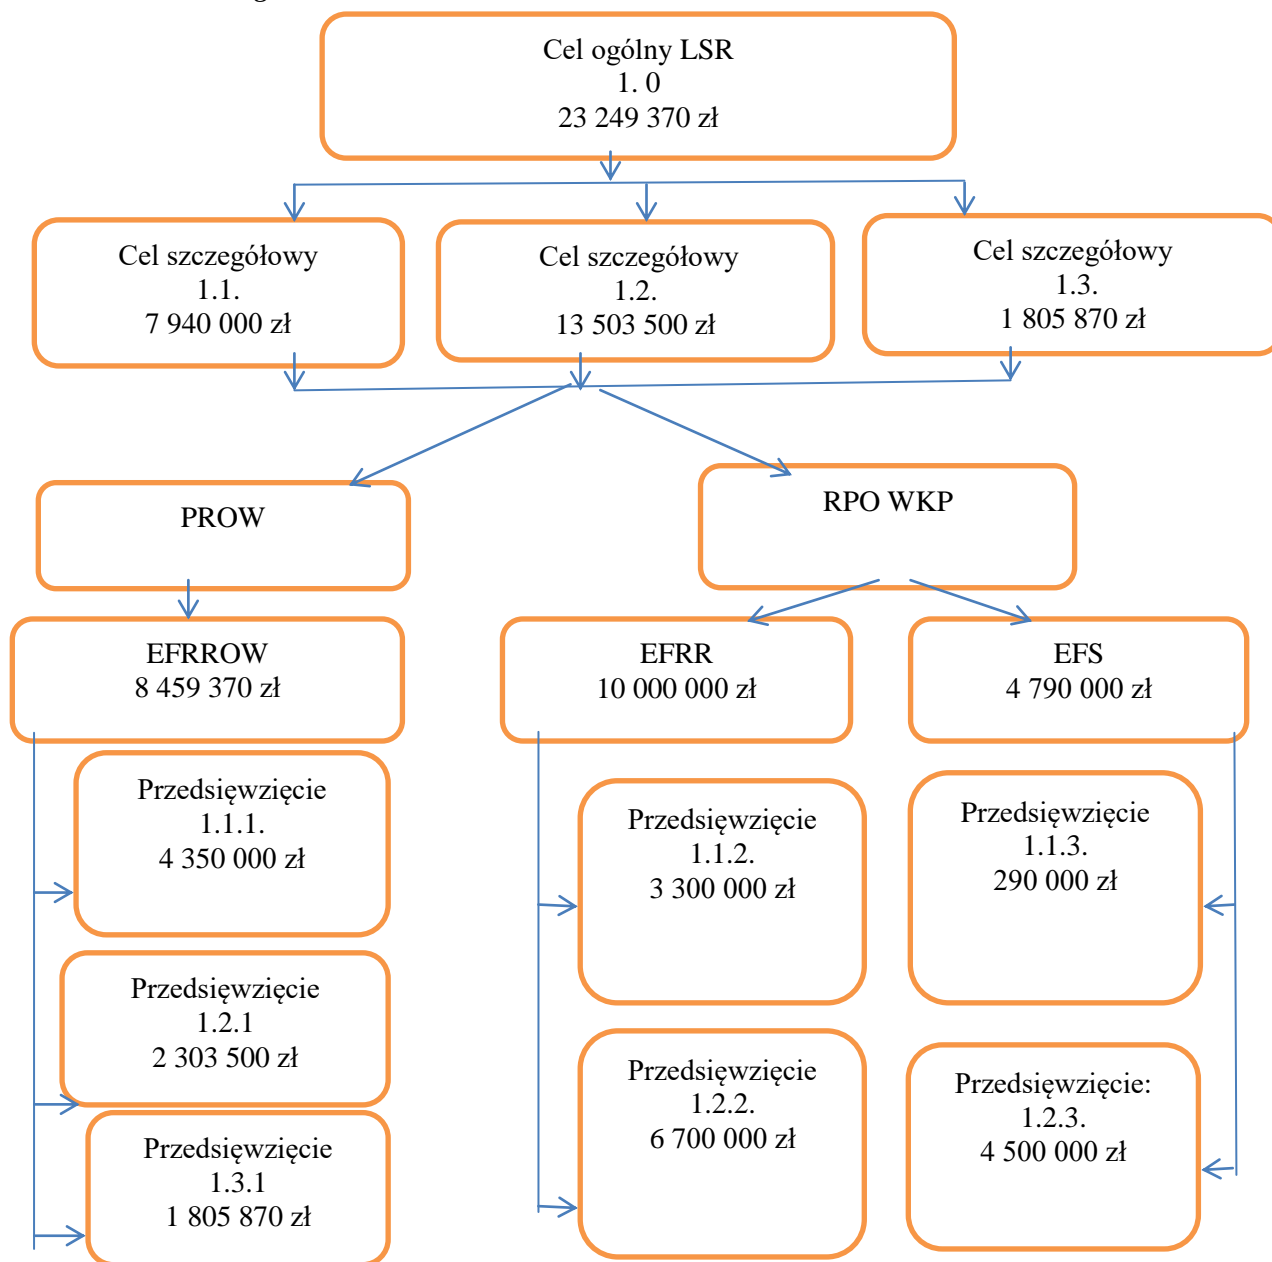 Cel ogólny LSR
1. 0
23 249 370 zł
Cel szczegółowy
1.1.
7 940 000 zł
Cel szczegółowy
1.2.
13 503 500 zł
Cel szczegółowy
1.3.
1 805 870 zł
PROW
RPO WKP
EFRROW
8 459 370 zł
EFRR
10 000 000 zł
EFS
4 790 000 zł
Przedsięwzięcie
1.1.1.
4 350 000 zł
Przedsięwzięcie
1.1.2.
3 300 000 zł
Przedsięwzięcie
1.1.3.
290 000 zł
Przedsięwzięcie
1.2.1
2 303 500 zł
Przedsięwzięcie
1.2.2.
6 700 000 zł
Przedsięwzięcie:
1.2.3.
4 500 000 zł
Przedsięwzięcie
1.3.1
1 805 870 zł